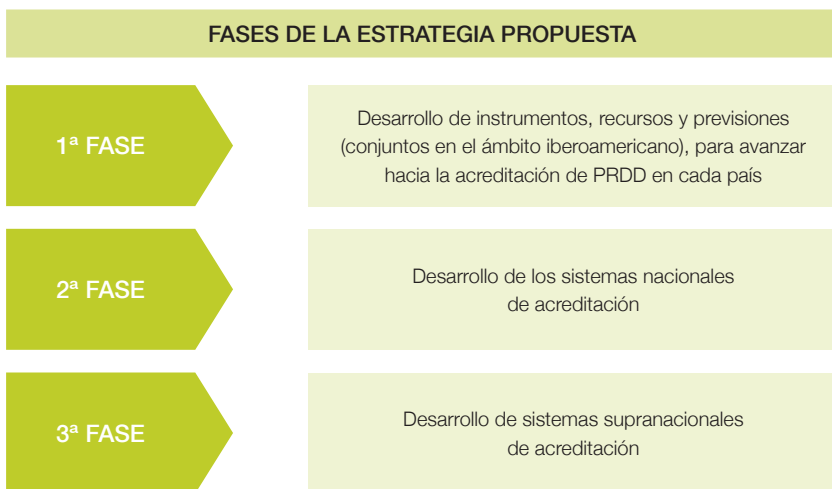 FASES DE LA ESTRATEGIA PROPUESTA
1ª FASE
Desarrollo de instrumentos, recursos y previsiones
(conjuntos en el ámbito iberoamericano), para avanzar
hacia la acreditación de PRDD en cada país
2ª FASE
Desarrollo de los sistemas nacionales
de acreditación
3ª FASE
Desarrollo de sistemas supranacionales
de acreditación